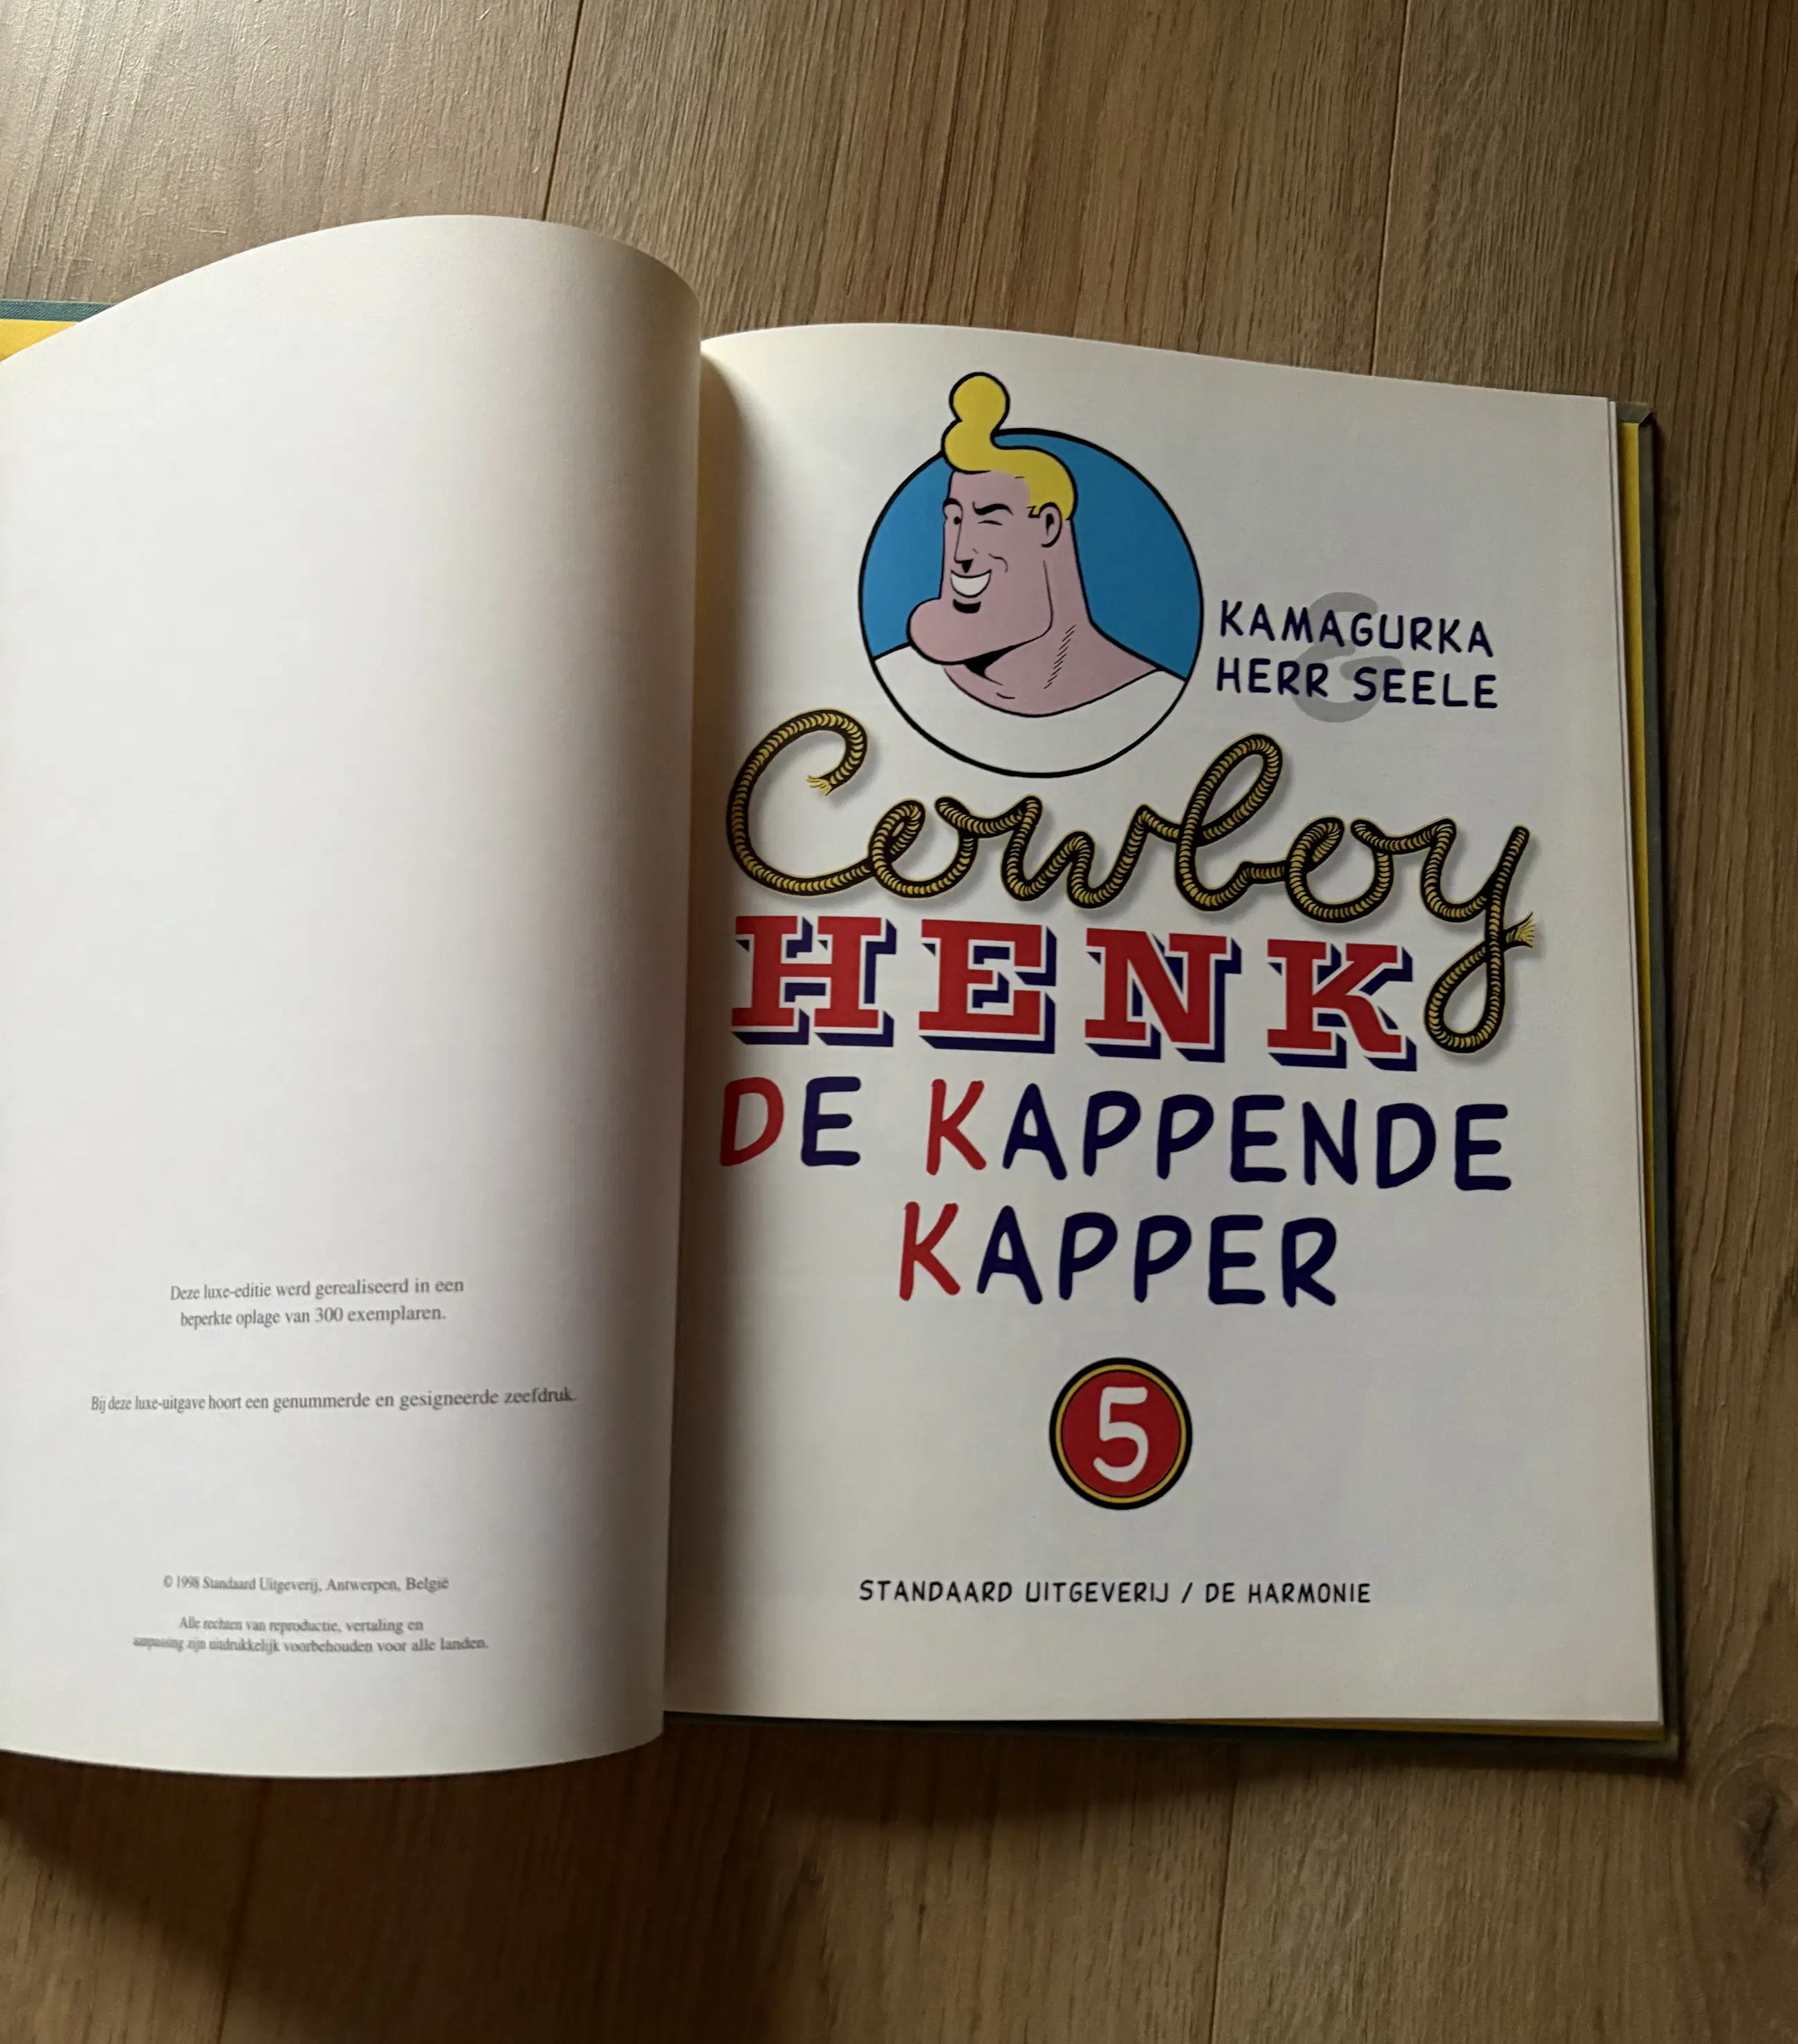 Deze luxe-editie werd gerealiseerd in een
beperkte oplage van 300 exemplaren.
Bij deze luxe-uitgave hoort een genummerde en gesigneerde zeefdruk.
© 1998 Standaard Uitgeverij, Antwerpen, België
Alle rechten van reproductie, vertaling en
aanpassing zijn uitdrukkelijk voorbehouden voor alle landen.
KAMAGURKA
&
HERR SEELE
Cowboy
HENK
DE KAPPENDE
KAPPER
5
STANDAARD UITGEVERIJ / DE HARMONIE